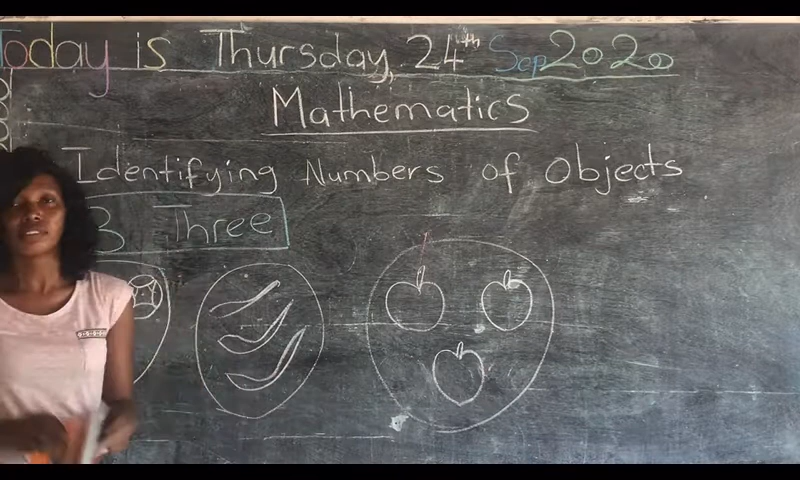 Today is Thursday, 24th Sep 2020
Mathematics
Identifying Numbers of Objects
3 Three